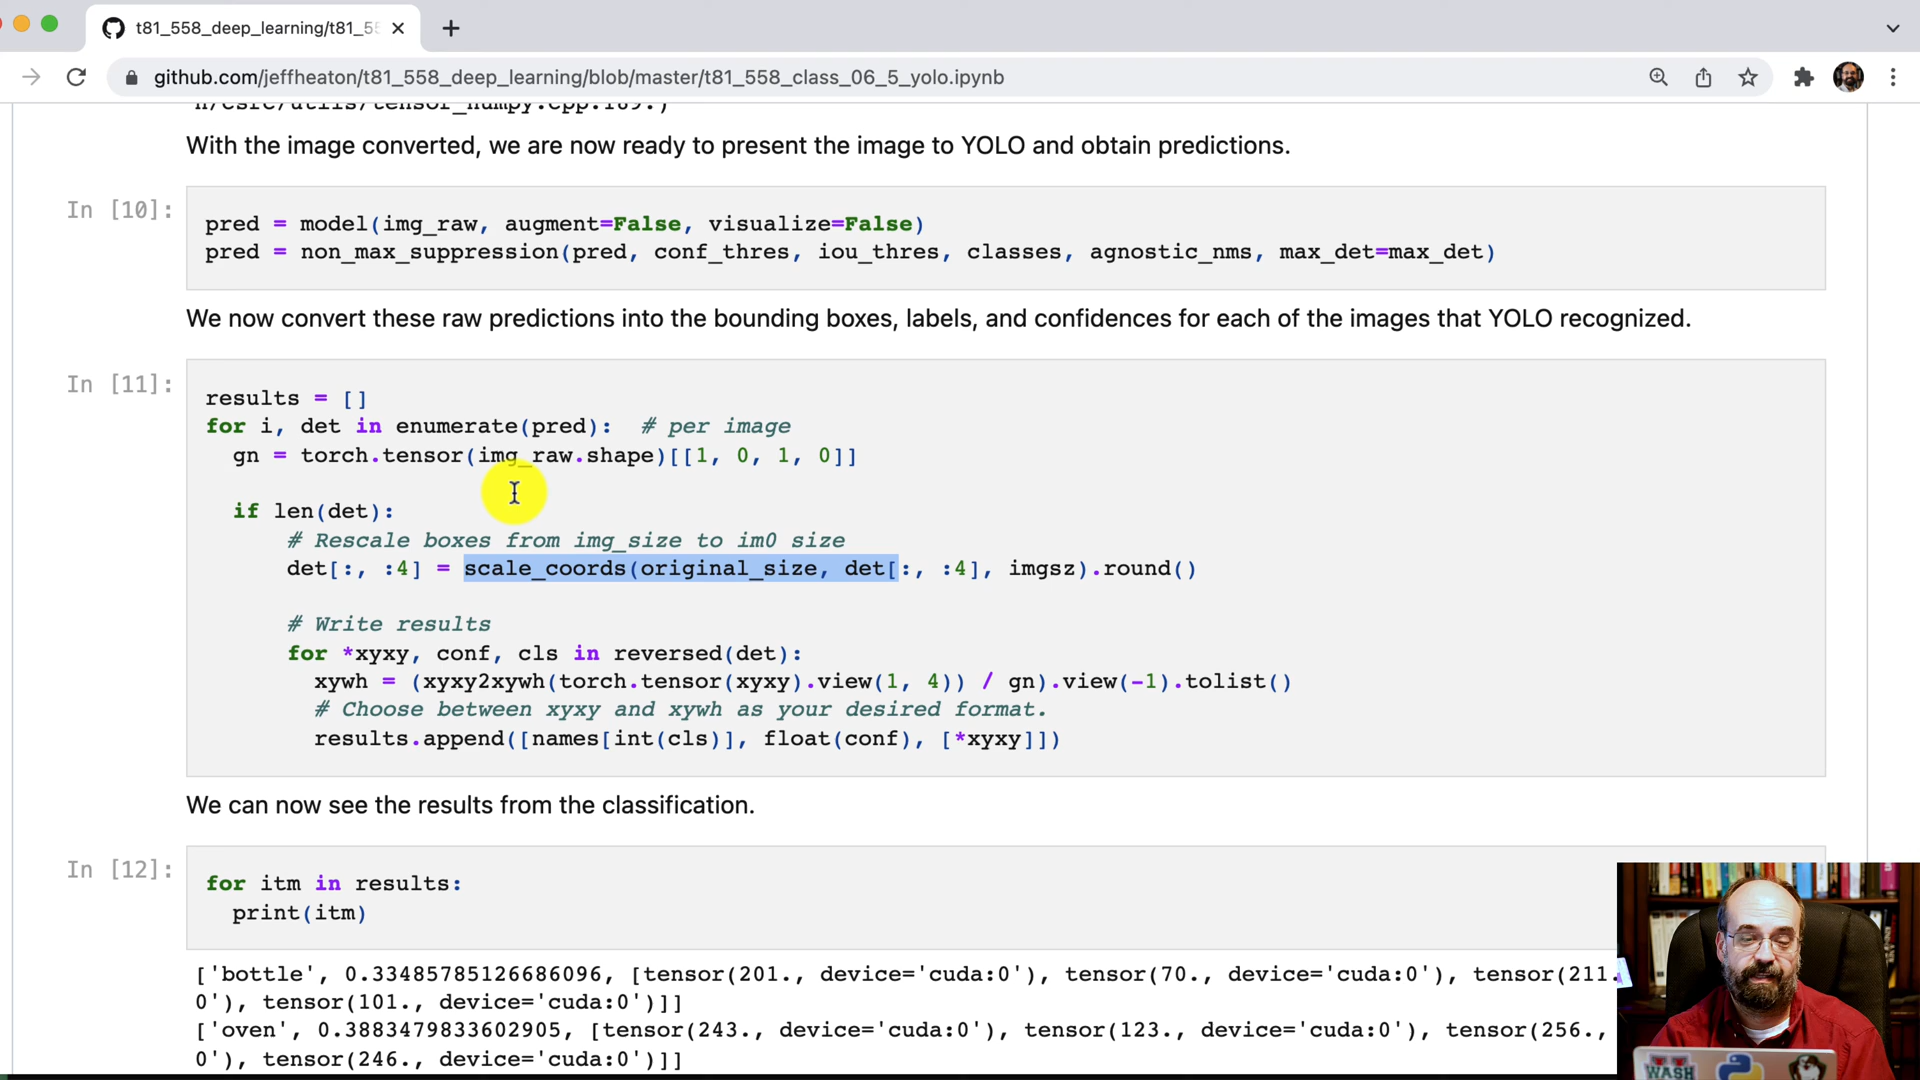 t81_558_deep_learning/t81_55
github.com/jeffheaton/t81_558_deep_learning/blob/master/t81_558_class_06_5_yolo.ipynb
n/csrc/utils/tensor_numpy.cpp:189.)
With the image converted, we are now ready to present the image to YOLO and obtain predictions.
In [10]:
pred = model(img_raw, augment=False, visualize=False)
pred = non_max_suppression(pred, conf_thres, iou_thres, classes, agnostic_nms, max_det=max_det)
We now convert these raw predictions into the bounding boxes, labels, and confidences for each of the images that YOLO recognized.
In [11]:
results = []
for i, det in enumerate(pred):  # per image
  gn = torch.tensor(img_raw.shape)[[1, 0, 1, 0]]
  if len(det):
      # Rescale boxes from img_size to im0 size
      det[:, :4] = scale_coords(original_size, det[:, :4], imgsz).round()
      # Write results
      for *xyxy, conf, cls in reversed(det):
        xywh = (xyxy2xywh(torch.tensor(xyxy).view(1, 4)) / gn).view(-1).tolist()
        # Choose between xyxy and xywh as your desired format.
        results.append([names[int(cls)], float(conf), [*xyxy]])
We can now see the results from the classification.
In [12]:
for itm in results:
  print(itm)
['bottle', 0.33485785126686096, [tensor(201., device='cuda:0'), tensor(70., device='cuda:0'), tensor(211.
0'), tensor(101., device='cuda:0')]]
['oven', 0.3883479833602905, [tensor(243., device='cuda:0'), tensor(123., device='cuda:0'), tensor(256.,
0'), tensor(246., device='cuda:0')]]
WASH